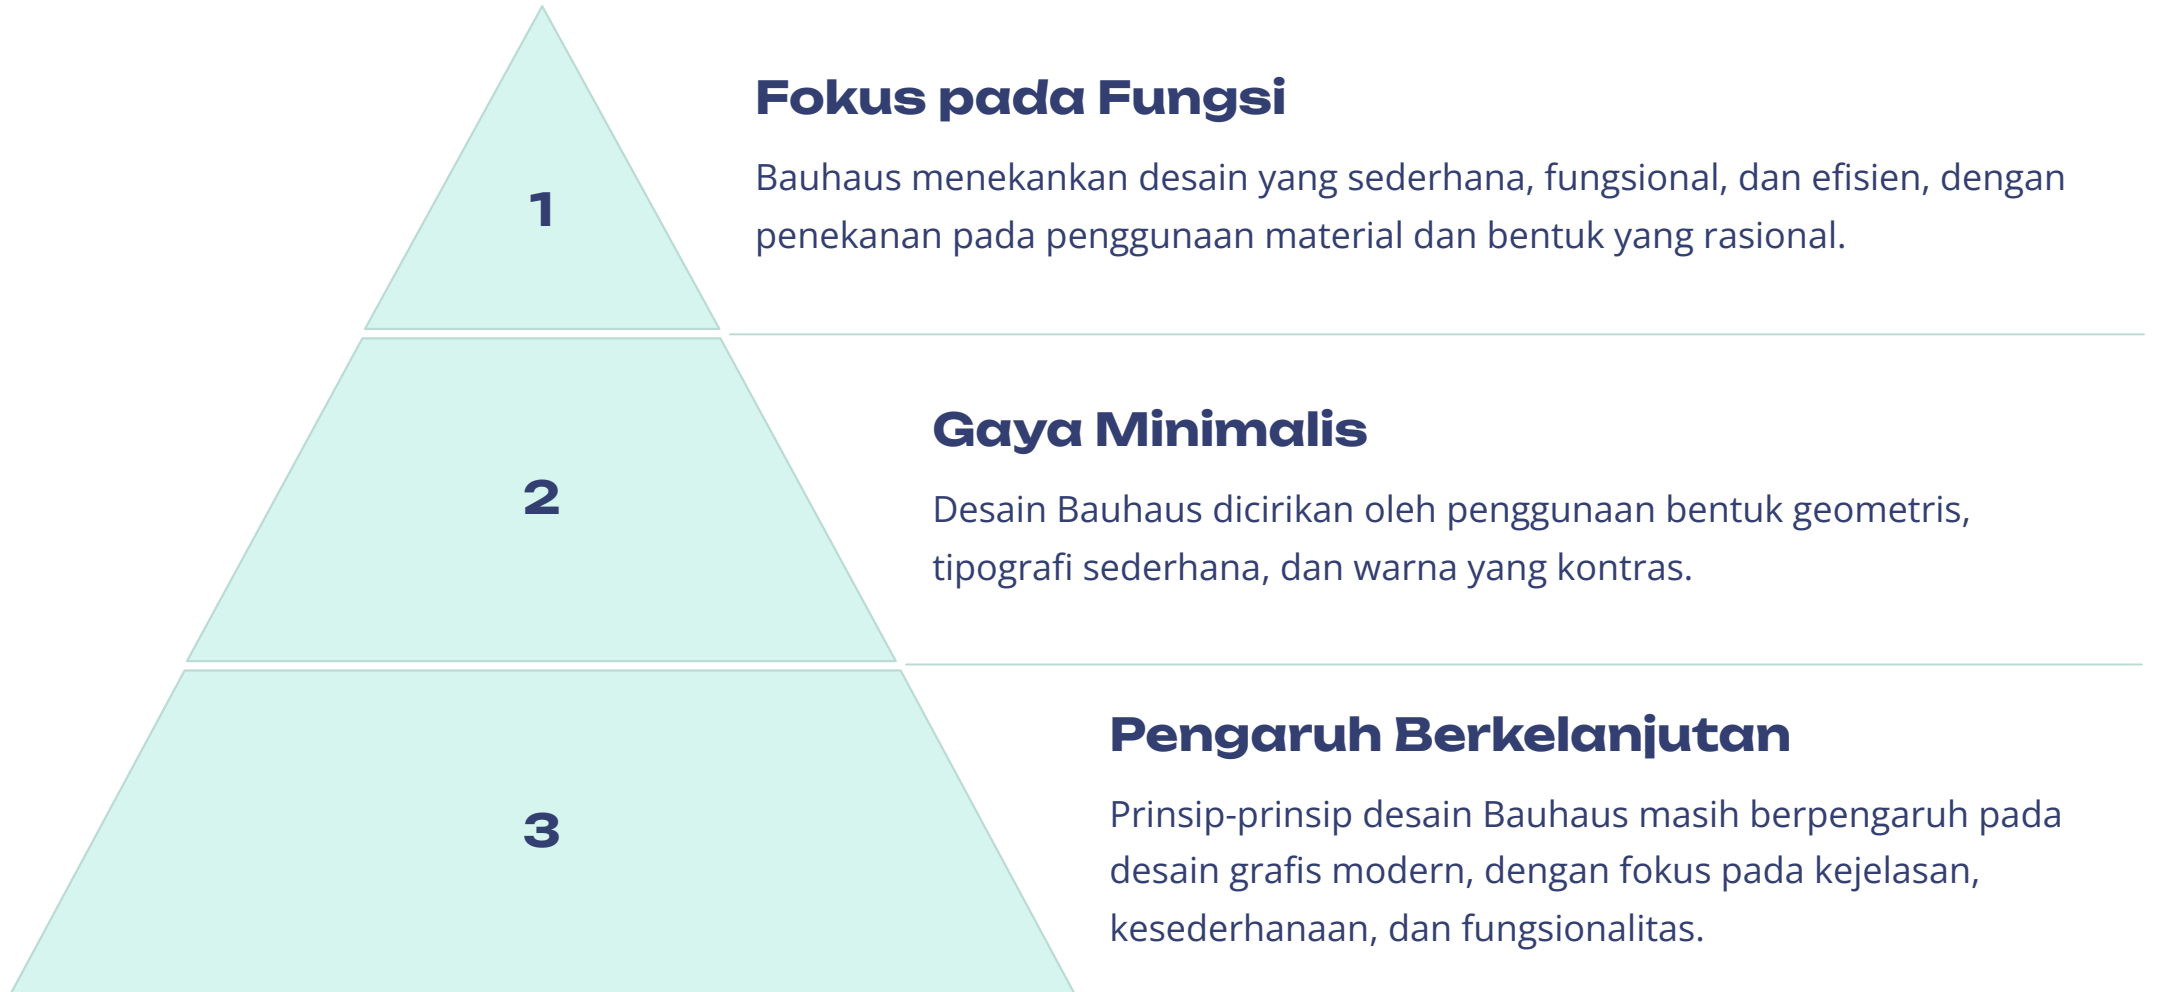 1
Fokus pada Fungsi
Bauhaus menekankan desain yang sederhana, fungsional, dan efisien, dengan
penekanan pada penggunaan material dan bentuk yang rasional.
2
Gaya Minimalis
Desain Bauhaus dicirikan oleh penggunaan bentuk geometris,
tipografi sederhana, dan warna yang kontras.
3
Pengaruh Berkelanjutan
Prinsip-prinsip desain Bauhaus masih berpengaruh pada
desain grafis modern, dengan fokus pada kejelasan,
kesederhanaan, dan fungsionalitas.